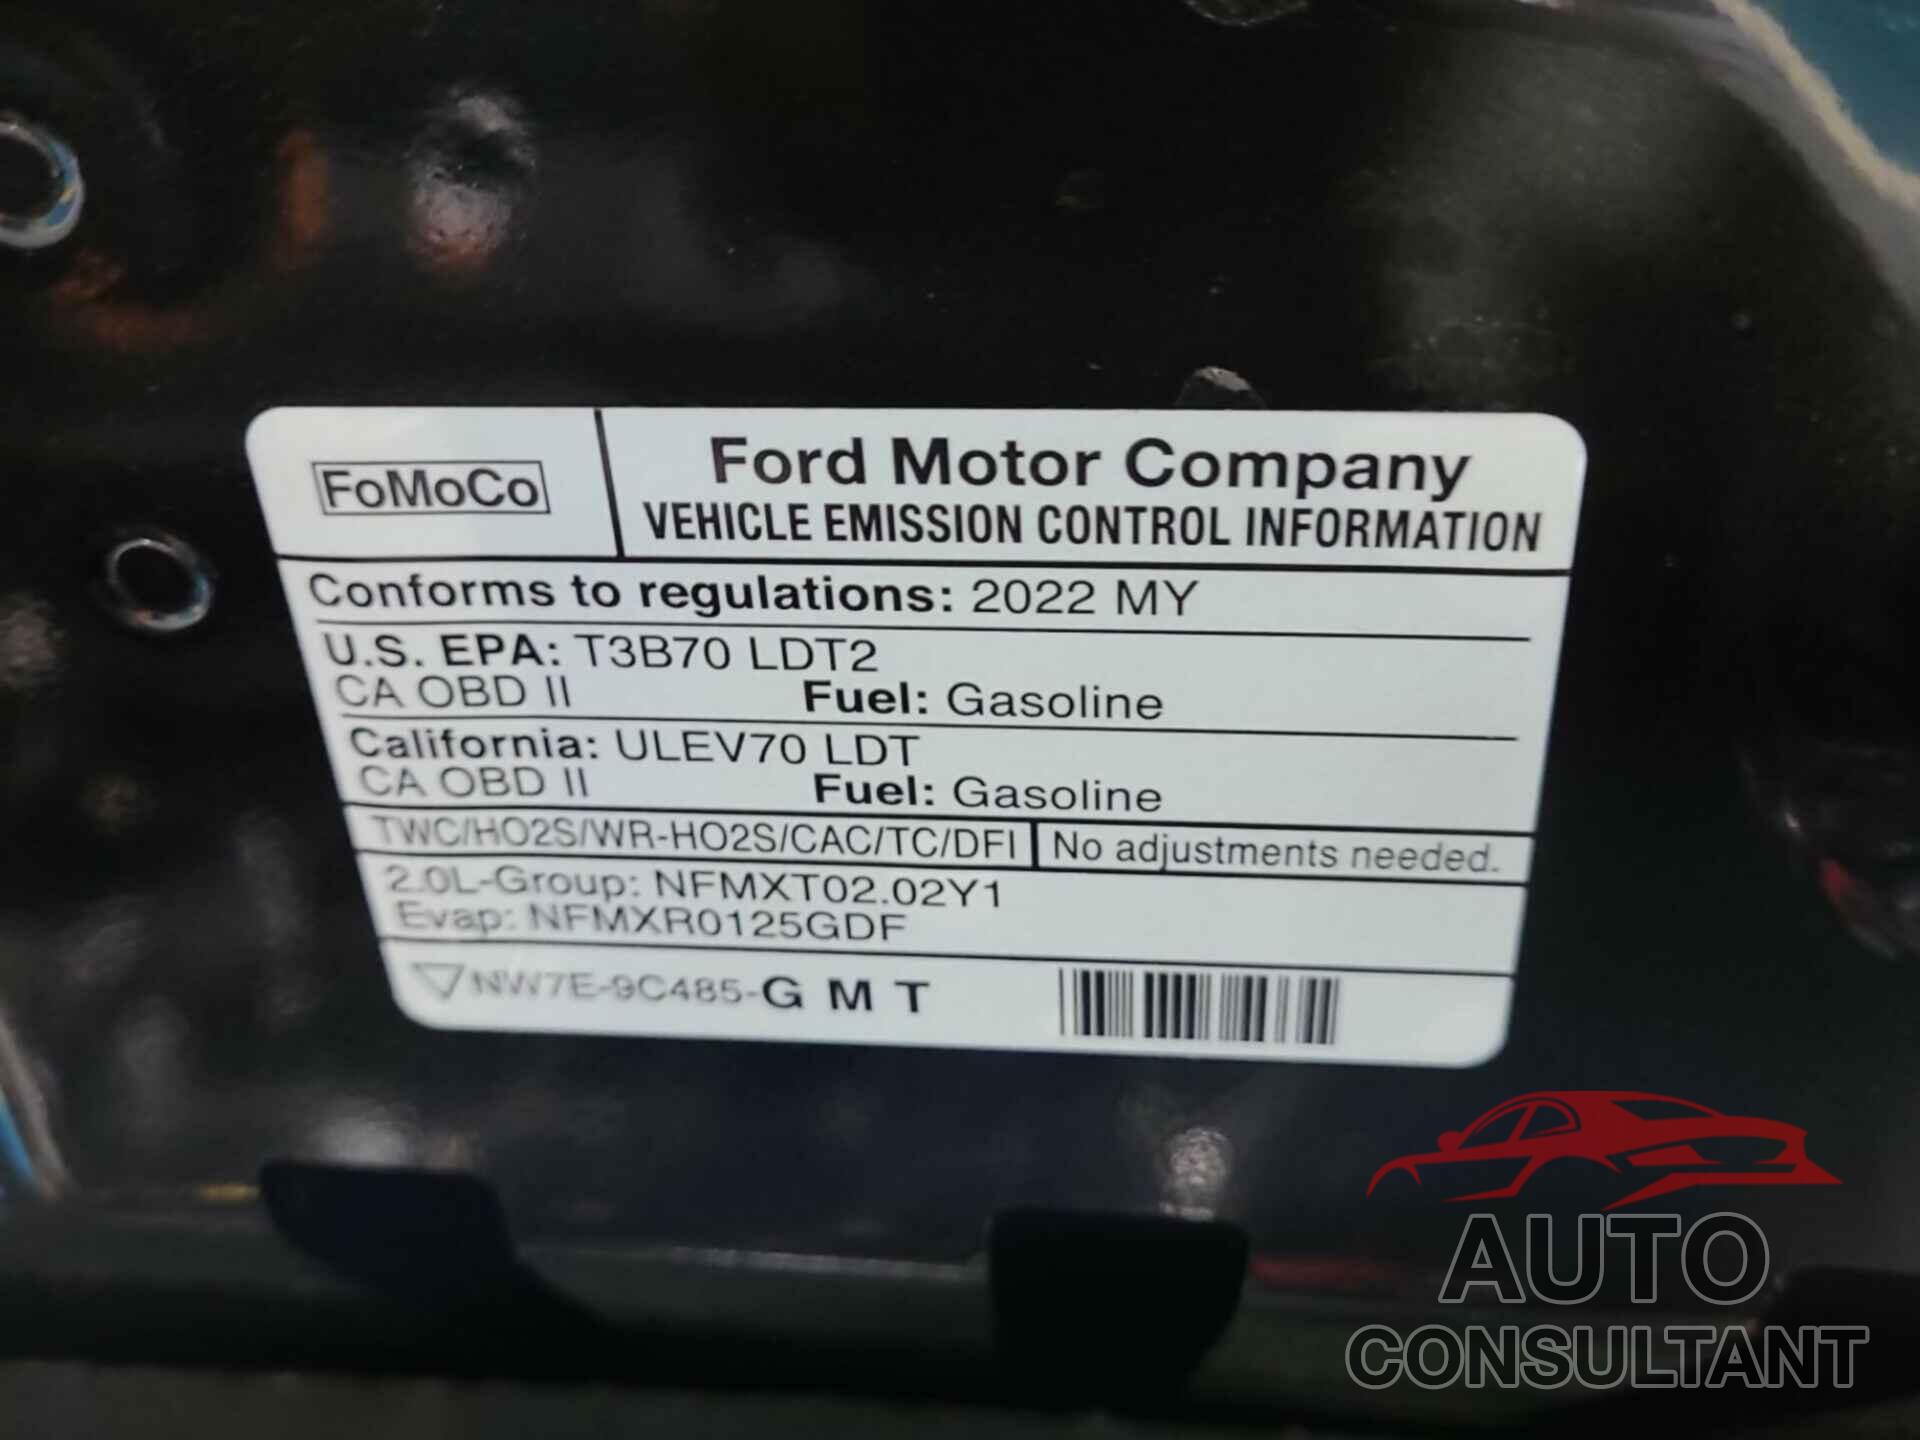 FoMoCo
Ford Motor Company
VEHICLE EMISSION CONTROL INFORMATION
Conforms to regulations: 2022 MY
U.S. EPA: T3B70 LDT2
CA OBD II Fuel: Gasoline
California: ULEV70 LDT
CA OBD II Fuel: Gasoline
TWC/HO2S/WR-HO2S/CAC/TC/DFI No adjustments needed.
2.0L-Group: NFMXT02.02Y1
Evap: NFMXR0125GDF
NW7E-9C485-G M T
AUTO
CONSULTANT